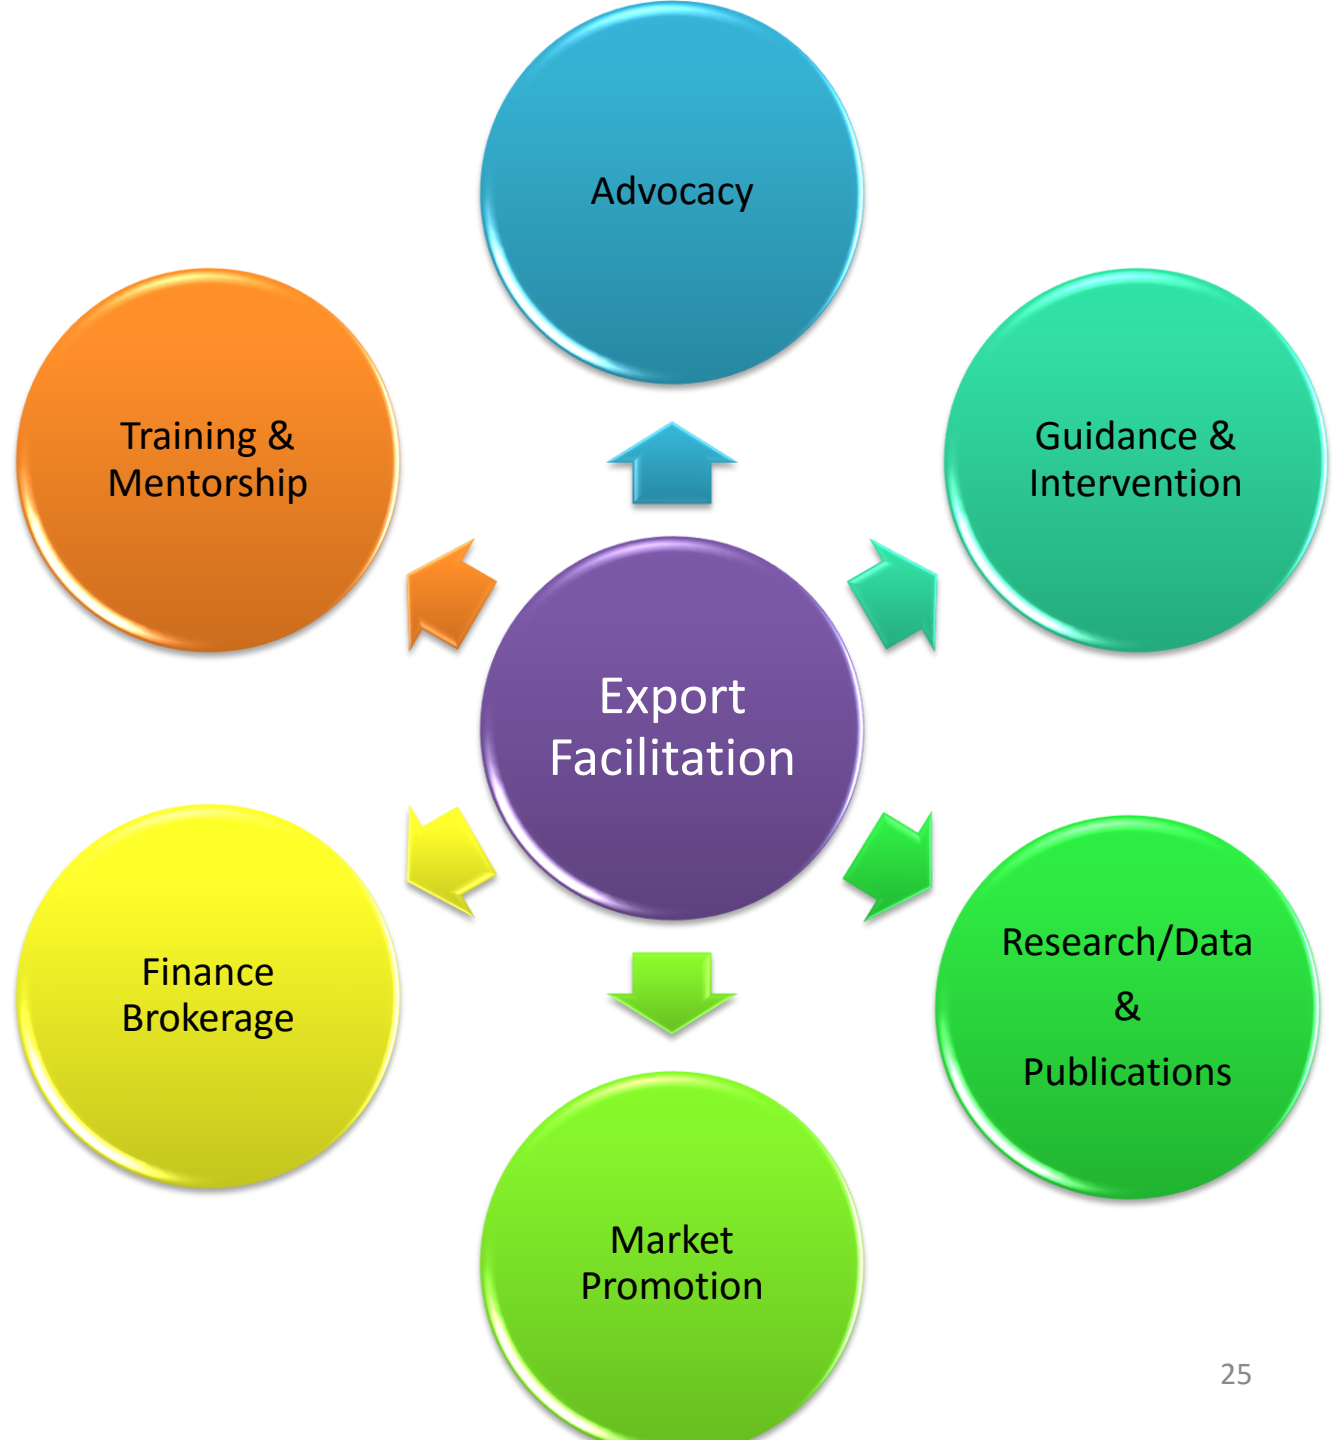 Advocacy
Guidance &
Intervention
Training &
Mentorship
Export
Facilitation
Research/Data
&
Publications
Finance
Brokerage
Market
Promotion
25